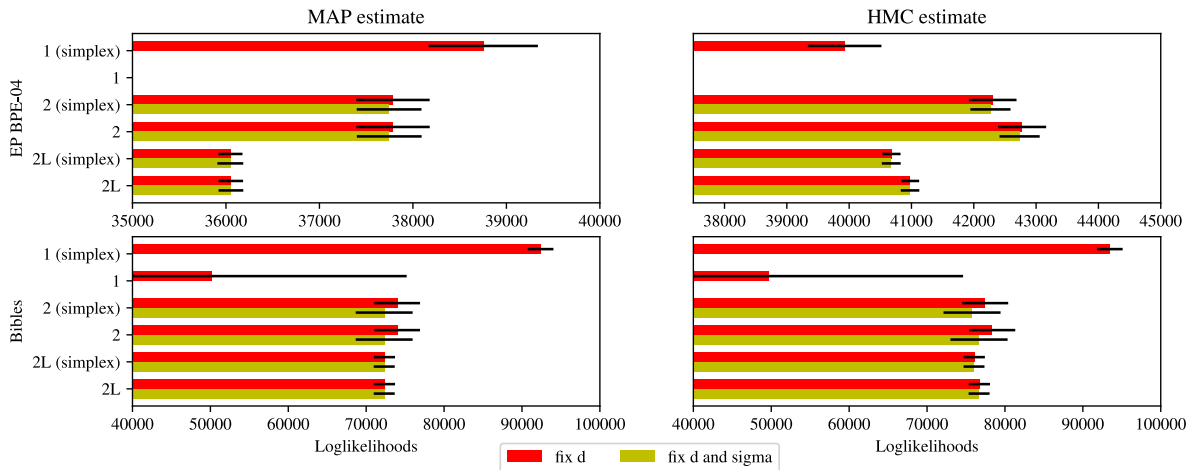 MAP estimate
HMC estimate
EP BPE-04
1 (simplex)
1
2 (simplex)
2
2L (simplex)
2L
35000 36000 37000 38000 39000 40000
38000 39000 40000 41000 42000 43000 44000 45000
Bibles
1 (simplex)
1
2 (simplex)
2
2L (simplex)
2L
40000 50000 60000 70000 80000 90000 100000
40000 50000 60000 70000 80000 90000 100000
Loglikelihoods
Loglikelihoods
fix d
fix d and sigma